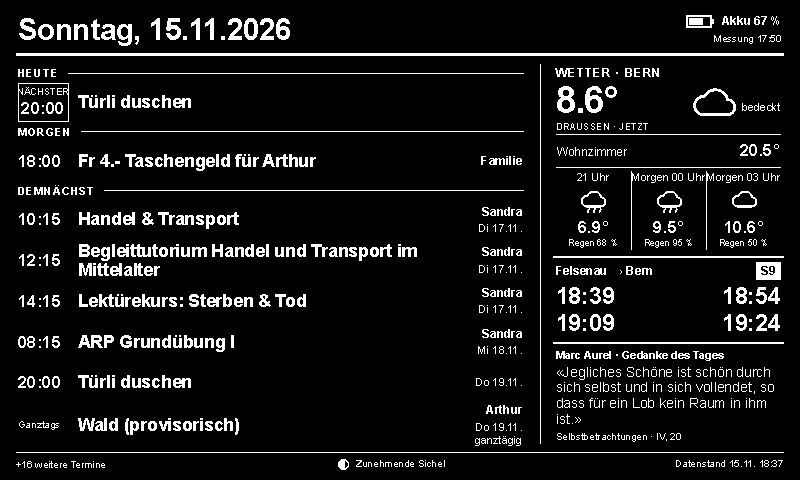 Sonntag, 15.11.2026
Akku 67 %
Messung 17:50
HEUTE
NÄCHSTER
20:00
Türli duschen
MORGEN
18:00 Fr 4.- Taschengeld für Arthur Familie
DEMNÄCHST
10:15 Handel & Transport Sandra
Di 17.11.
12:15 Begleittutorium Handel und Transport im Mittelalter Sandra
Di 17.11.
14:15 Lektürekurs: Sterben & Tod Sandra
Di 17.11.
08:15 ARP Grundübung I Sandra
Mi 18.11.
20:00 Türli duschen Do 19.11.
Ganztags Wald (provisorisch) Arthur
Do 19.11.
ganztägig
WETTER · BERN
8.6°
bedeckt
DRAUSSEN · JETZT
Wohnzimmer 20.5°
21 Uhr Morgen 00 Uhr Morgen 03 Uhr
6.9° 9.5° 10.6°
Regen 68 % Regen 95 % Regen 50 %
Felsenau → Bern S9
18:39 18:54
19:09 19:24
Marc Aurel · Gedanke des Tages
«Jegliches Schöne ist schön durch
sich selbst und in sich vollendet, so
dass für ein Lob kein Raum in ihm
ist.»
Selbstbetrachtungen · IV, 20
+16 weitere Termine
Zunehmende Sichel
Datenstand 15.11. 18:37